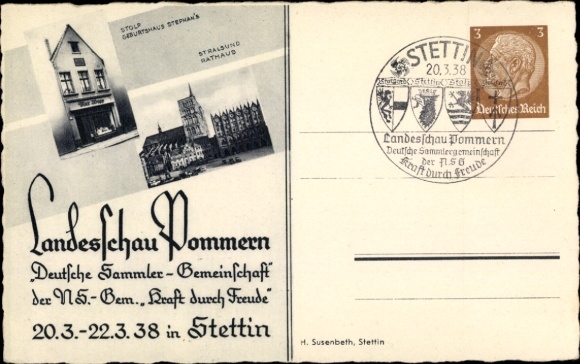 STOLP
GEBURTSHAUS STEPHAN'S
STRALSUND
RATHAUS
Landesschau Pommern
„Deutsche Sammler-Gemeinschaft"
der NS.-Gem. „Kraft durch Freude"
20.3.-22.3.38 in Stettin
STETTIN
20.3.38
Landesschau Pommern
Deutsche Sammlergemeinschaft
der N.S.G
Kraft durch Freude
3 3
Deutsches Reich
H. Susenbeth, Stettin